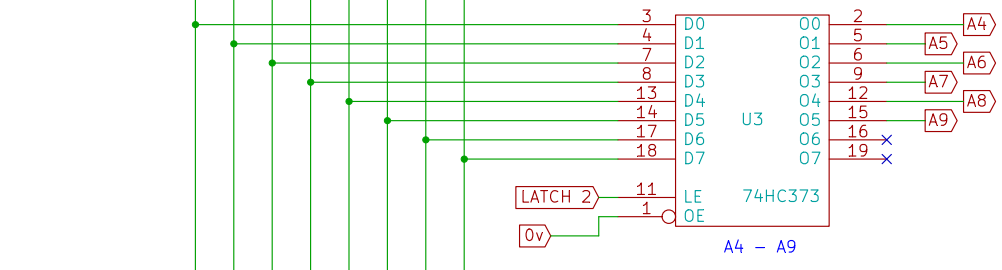 3 D0 O0 2 A4
4 D1 O1 5 A5
7 D2 O2 6 A6
8 D3 O3 9 A7
13 D4 O4 12 A8
14 D5 U3 O5 15 A9
17 D6 O6 16
18 D7 O7 19
LATCH 2 11 LE 74HC373
1 OE
0v
A4 – A9